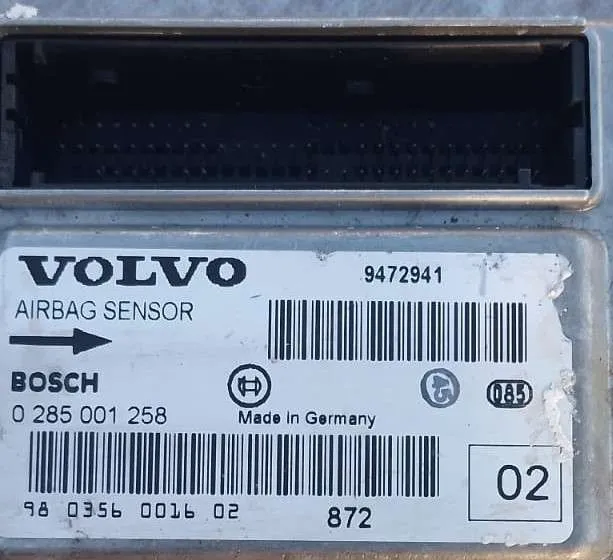 VOLVO
9472941
AIRBAG SENSOR
BOSCH
085
0 285 001 258
Made in Germany
02
98 0356 0016 02
872